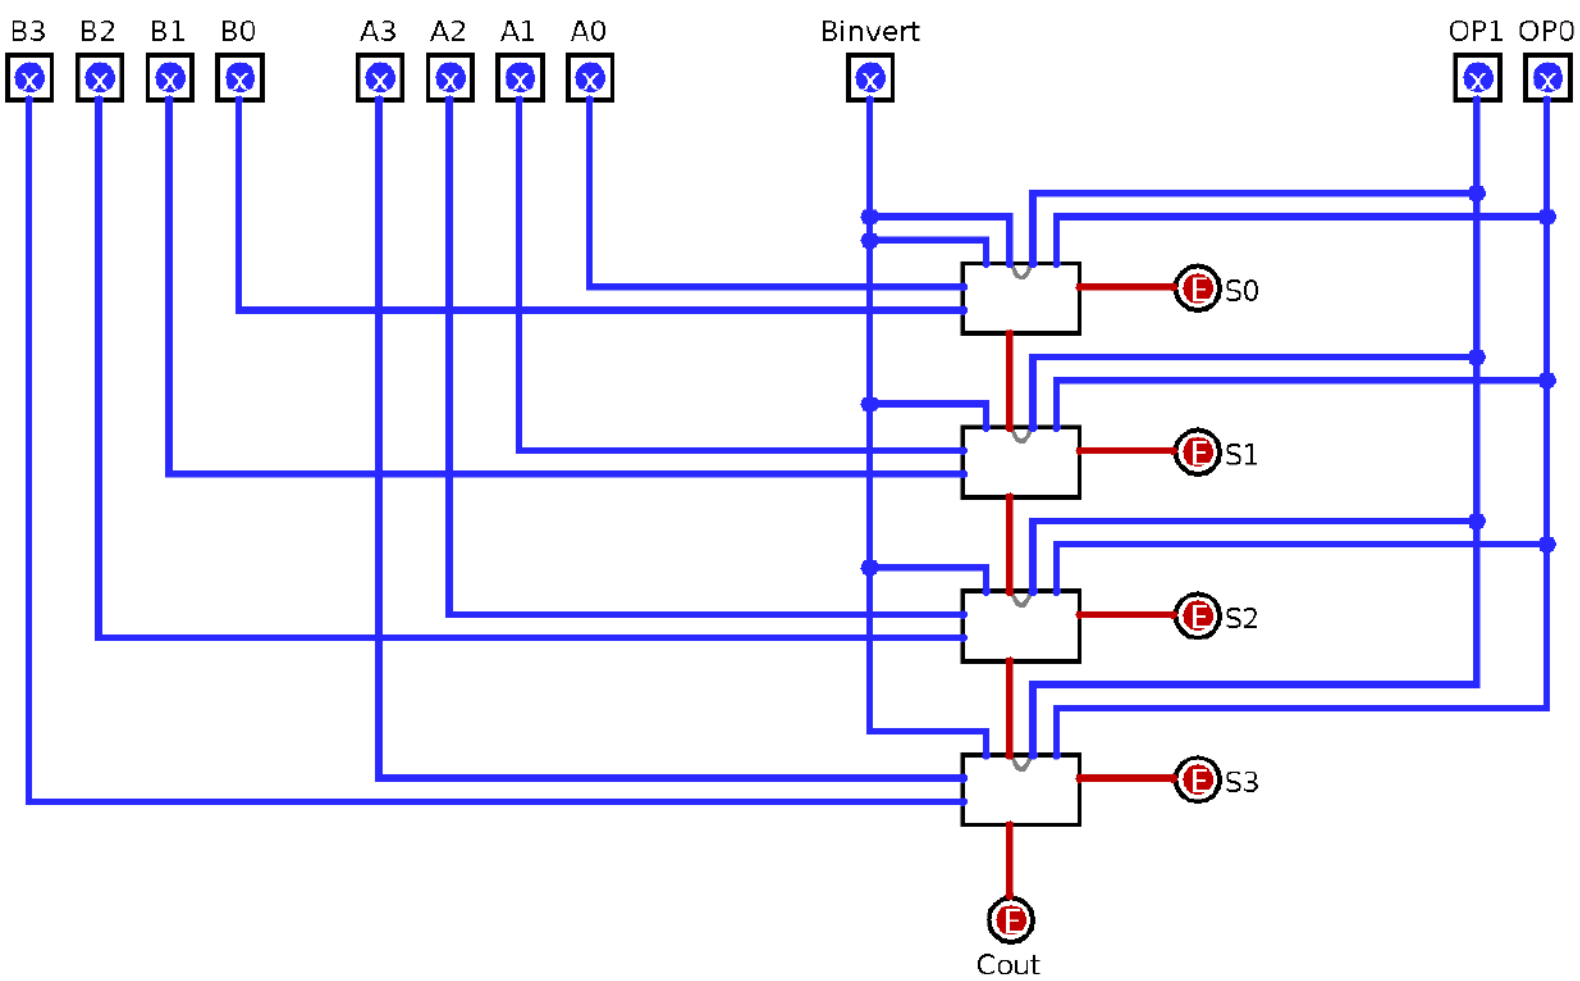 B3 B2 B1 B0 A3 A2 A1 A0 Binvert OP1 OP0
x x x x x x x x x x x
E S0
E S1
E S2
E S3
E
Cout